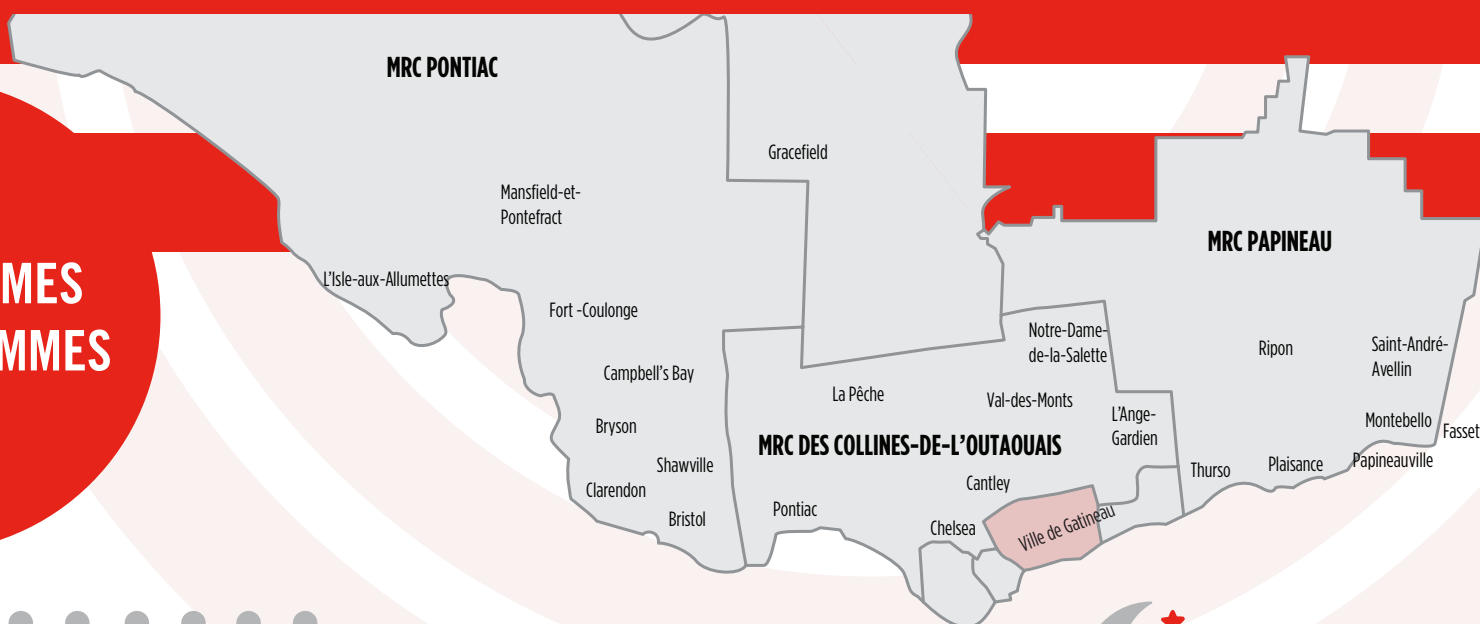 MRC PONTIAC
Gracefield
Mansfield-et-
Pontefract
MRC PAPINEAU
MES
MMES
L'Isle-aux-Allumettes
Fort -Coulonge
Notre-Dame-
de-la-Salette
Ripon
Saint-André-
Avellin
Campbell's Bay
La Pêche
Val-des-Monts
L'Ange-
Gardien
Montebello
Fasset
Bryson
MRC DES COLLINES-DE-L'OUTAOUAIS
Shawville
Thurso
Plaisance
Papineauville
Clarendon
Cantley
Bristol
Pontiac
Chelsea
Ville de Gatineau